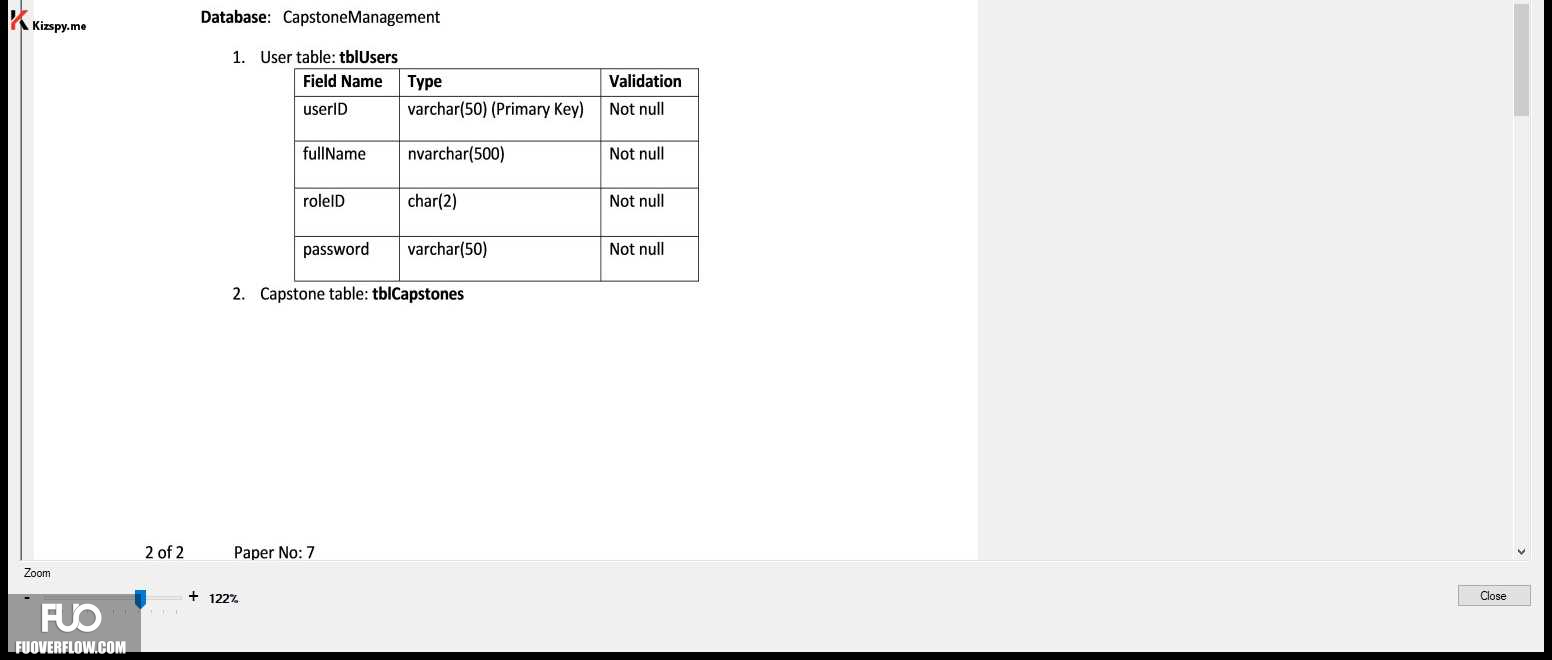 Kizspy.me
Database: CapstoneManagement
1. User table: tblUsers
Field Name Type Validation
userID varchar(50) (Primary Key) Not null
fullName nvarchar(500) Not null
roleID char(2) Not null
password varchar(50) Not null
2. Capstone table: tblCapstones
2 of 2 Paper No: 7
Zoom
- + 122%
Close
FUO
FUOVERFLOW.COM